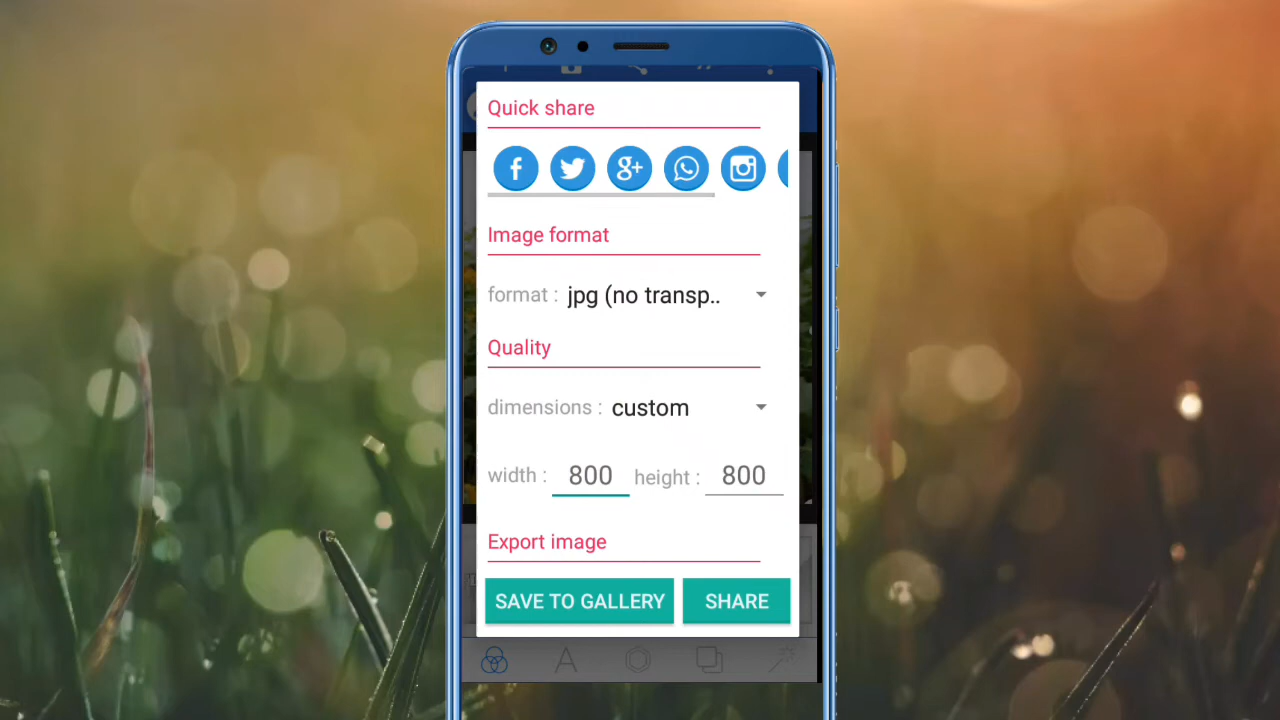 Quick share
f g+
Image format
format : jpg (no transp..
Quality
dimensions : custom
width : 800 height : 800
Export image
SAVE TO GALLERY SHARE
A